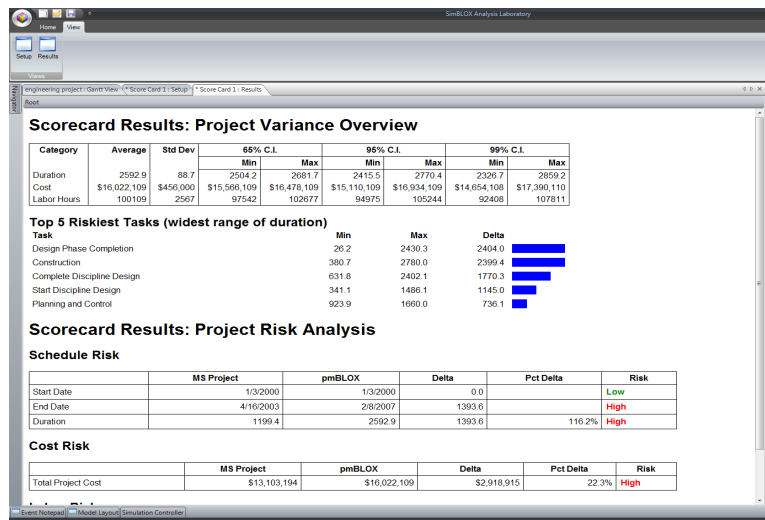 SimBLOX Analysis Laboratory
Home View
Setup Results
Views
Navigator
engineering project : Gantt View * Score Card 1 : Setup * Score Card 1 : Results
Root
Scorecard Results: Project Variance Overview
Category Average Std Dev 65% C.I. 95% C.I. 99% C.I.
Min Max Min Max Min Max
Duration 2592.9 88.7 2504.2 2681.7 2415.5 2770.4 2326.7 2859.2
Cost $16,022,109 $456,000 $15,566,109 $16,478,109 $15,110,109 $16,934,109 $14,654,108 $17,390,110
Labor Hours 100109 2567 97542 102677 94975 105244 92408 107811
Top 5 Riskiest Tasks (widest range of duration)
Task Min Max Delta
Design Phase Completion 26.2 2430.3 2404.0
Construction 380.7 2780.0 2399.4
Complete Discipline Design 631.8 2402.1 1770.3
Start Discipline Design 341.1 1486.1 1145.0
Planning and Control 923.9 1660.0 736.1
Scorecard Results: Project Risk Analysis
Schedule Risk
MS Project pmBLOX Delta Pct Delta Risk
Start Date 1/3/2000 1/3/2000 0.0 Low
End Date 4/16/2003 2/8/2007 1393.6 High
Duration 1199.4 2592.9 1393.6 116.2% High
Cost Risk
MS Project pmBLOX Delta Pct Delta Risk
Total Project Cost $13,103,194 $16,022,109 $2,918,915 22.3% High
Event Notepad Model Layout Simulation Controller